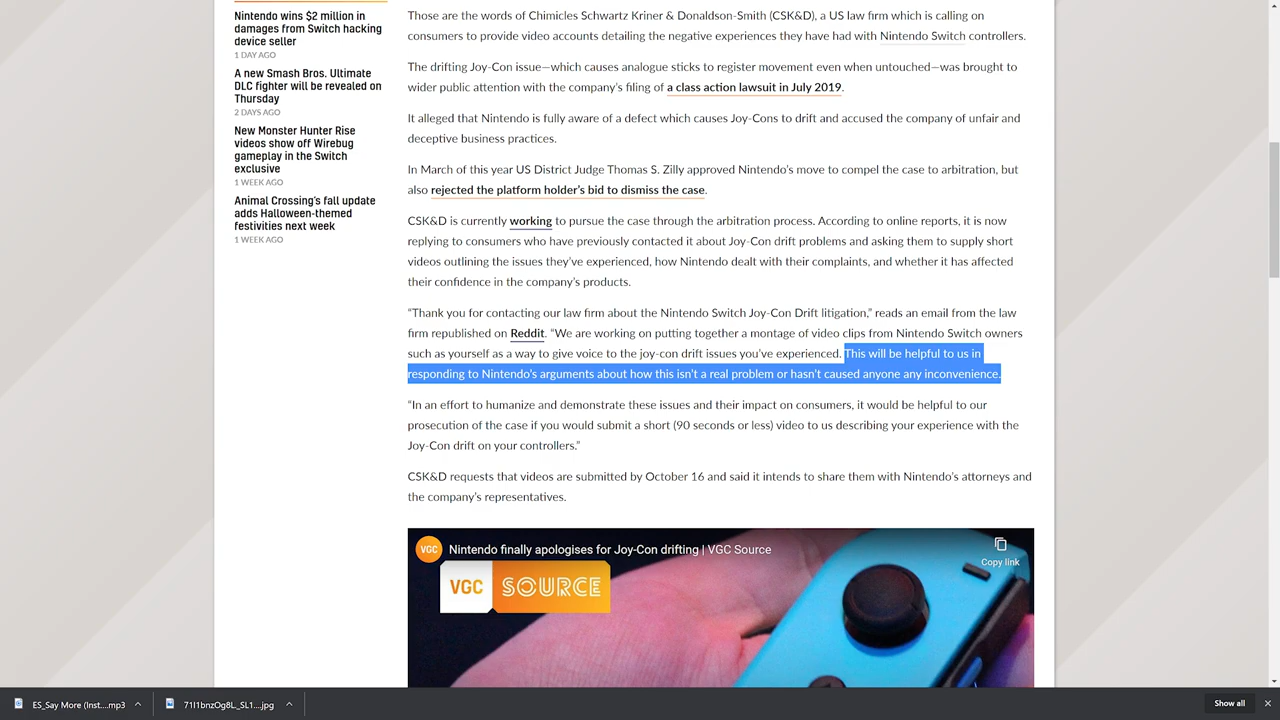 Nintendo wins $2 million in
damages from Switch hacking
device seller
1 DAY AGO
A new Smash Bros. Ultimate
DLC fighter will be revealed on
Thursday
2 DAYS AGO
New Monster Hunter Rise
videos show off Wirebug
gameplay in the Switch
exclusive
1 WEEK AGO
Animal Crossing's fall update
adds Halloween-themed
festivities next week
1 WEEK AGO
Those are the words of Chimicles Schwartz Kriner & Donaldson-Smith (CSK&D), a US law firm which is calling on
consumers to provide video accounts detailing the negative experiences they have had with Nintendo Switch controllers.
The drifting Joy-Con issue—which causes analogue sticks to register movement even when untouched—was brought to
wider public attention with the company's filing of a class action lawsuit in July 2019.
It alleged that Nintendo is fully aware of a defect which causes Joy-Cons to drift and accused the company of unfair and
deceptive business practices.
In March of this year US District Judge Thomas S. Zilly approved Nintendo's move to compel the case to arbitration, but
also rejected the platform holder's bid to dismiss the case.
CSK&D is currently working to pursue the case through the arbitration process. According to online reports, it is now
replying to consumers who have previously contacted it about Joy-Con drift problems and asking them to supply short
videos outlining the issues they've experienced, how Nintendo dealt with their complaints, and whether it has affected
their confidence in the company's products.
“Thank you for contacting our law firm about the Nintendo Switch Joy-Con Drift litigation,” reads an email from the law
firm republished on Reddit. “We are working on putting together a montage of video clips from Nintendo Switch owners
such as yourself as a way to give voice to the joy-con drift issues you've experienced. This will be helpful to us in
responding to Nintendo's arguments about how this isn't a real problem or hasn't caused anyone any inconvenience.
“In an effort to humanize and demonstrate these issues and their impact on consumers, it would be helpful to our
prosecution of the case if you would submit a short (90 seconds or less) video to us describing your experience with the
Joy-Con drift on your controllers.”
CSK&D requests that videos are submitted by October 16 and said it intends to share them with Nintendo's attorneys and
the company's representatives.
VGC Nintendo finally apologises for Joy-Con drifting | VGC Source
Copy link
VGC SOURCE
ES_Say More (Inst....mp3
71I1bnzOg8L._SL1....jpg
Show all